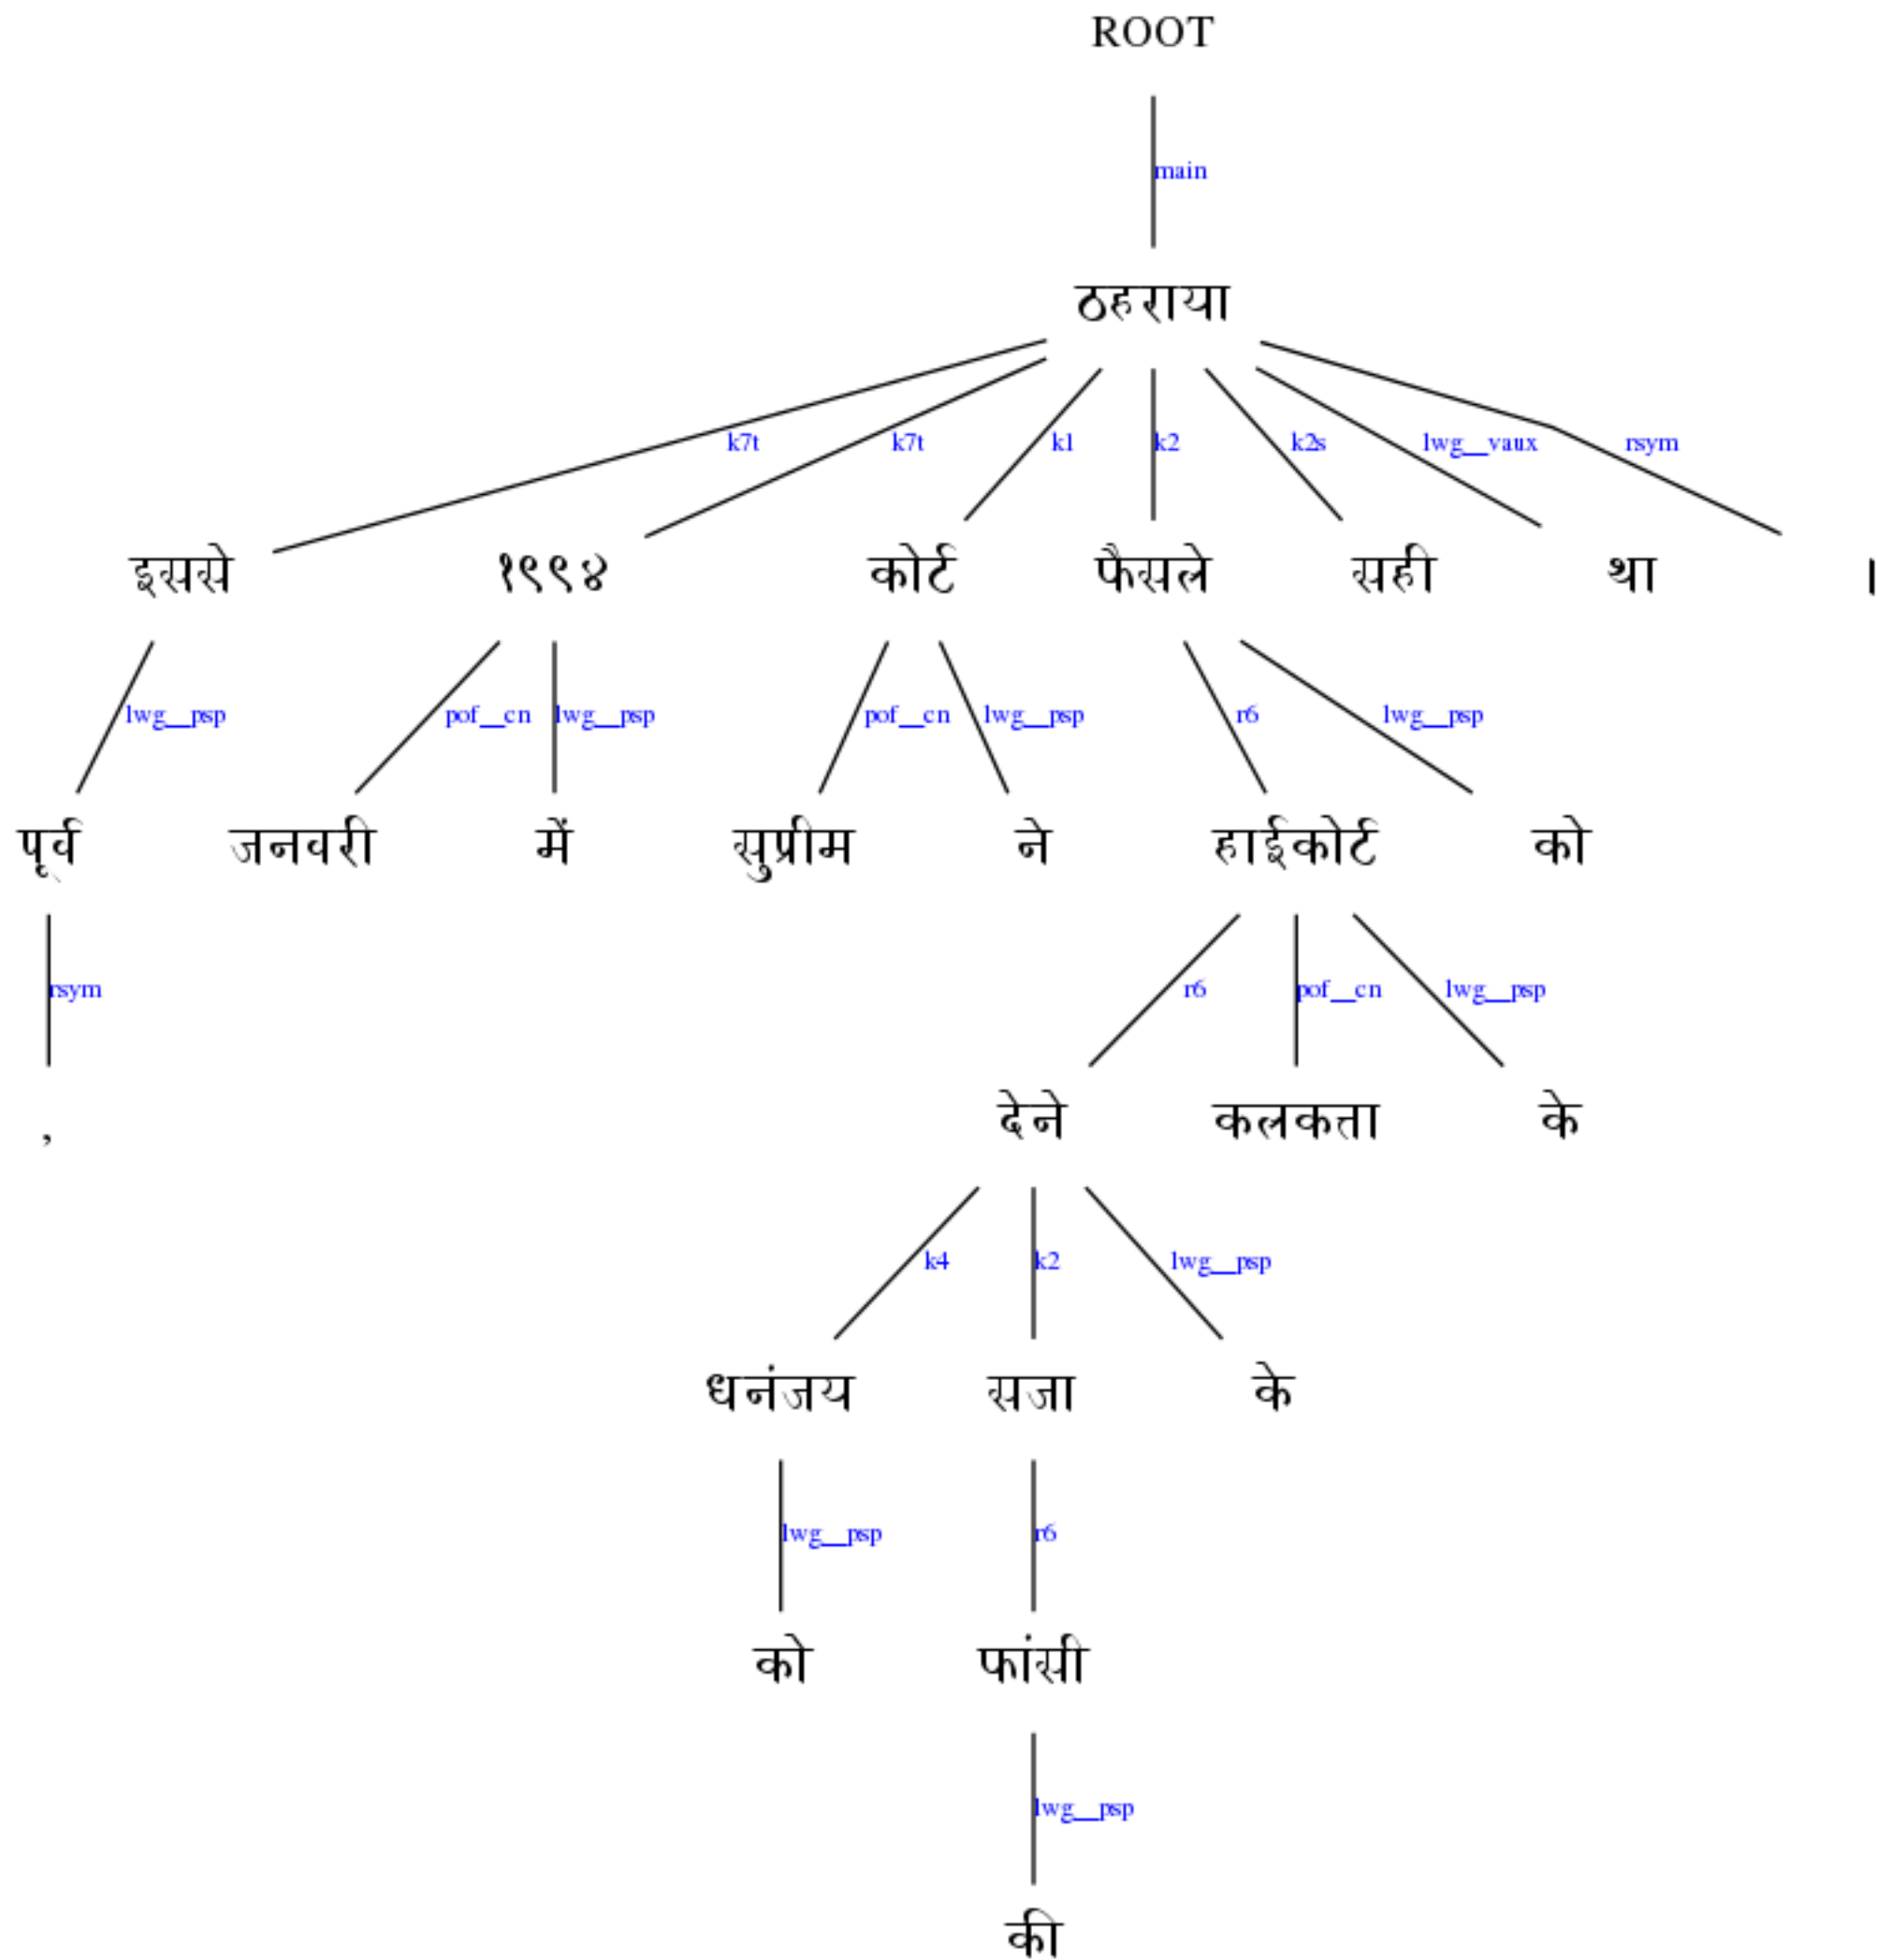 ROOT
main
ठहराया
k7t k7t k1 k2 k2s lwg__vaux rsym
इससे १९९४ कोर्ट फैसले सही था ।
lwg__psp pof__cn lwg__psp pof__cn lwg__psp r6 lwg__psp
पूर्व जनवरी में सुप्रीम ने हाईकोर्ट को
rsym r6 pof__cn lwg__psp
, देने कलकत्ता के
k4 k2 lwg__psp
धनंजय सजा के
lwg__psp r6
को फांसी
lwg__psp
की